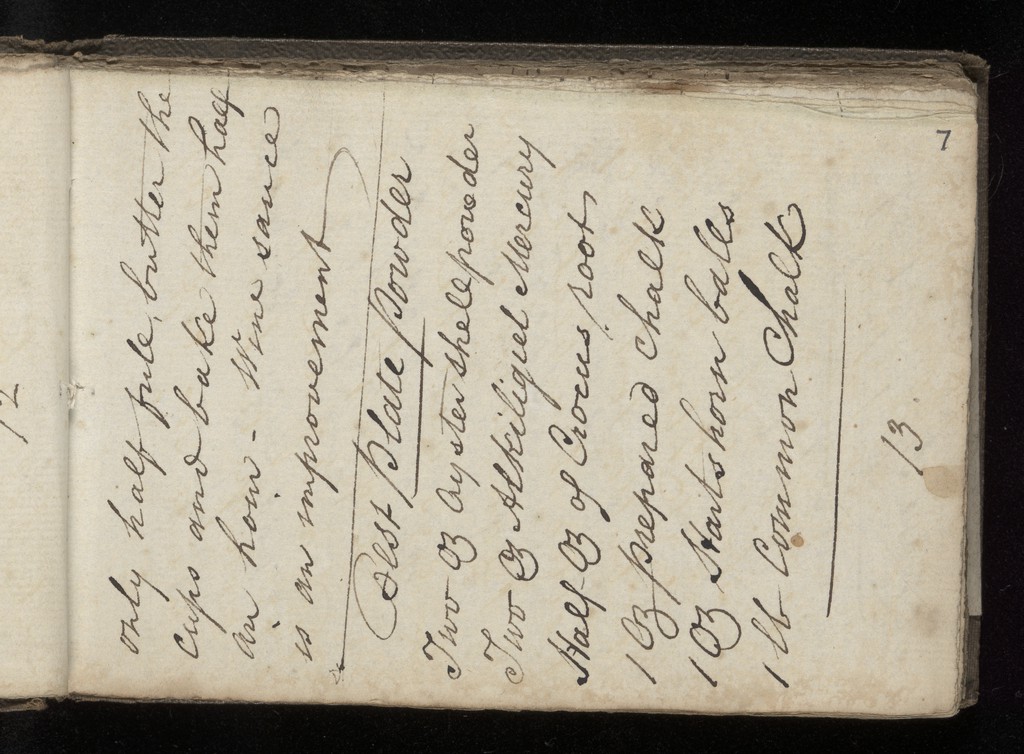 only half full, butter the
cups and bake them half
an hour - Wine sauce
is an improvement
Best Plate Powder
Two Oz Oyster shell powder
Two Oz Alkiliquel Mercury
Half Oz of Crocus root
1 Oz prepared Chalk
1 Oz Hartshorn balls
1 lb Common Chalk
13
7
12